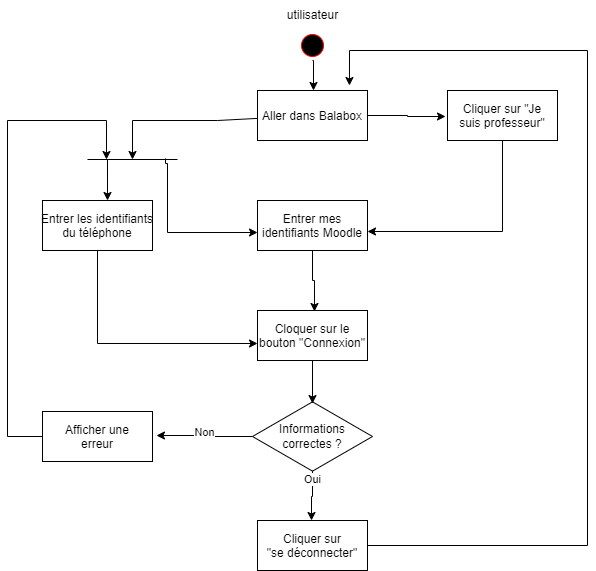 utilisateur
Aller dans Balabox
Cliquer sur "Je
suis professeur"
Entrer les identifiants
du téléphone
Entrer mes
identifiants Moodle
Cloquer sur le
bouton "Connexion"
Afficher une
erreur
Non
Informations
correctes ?
Oui
Cliquer sur
"se déconnecter"